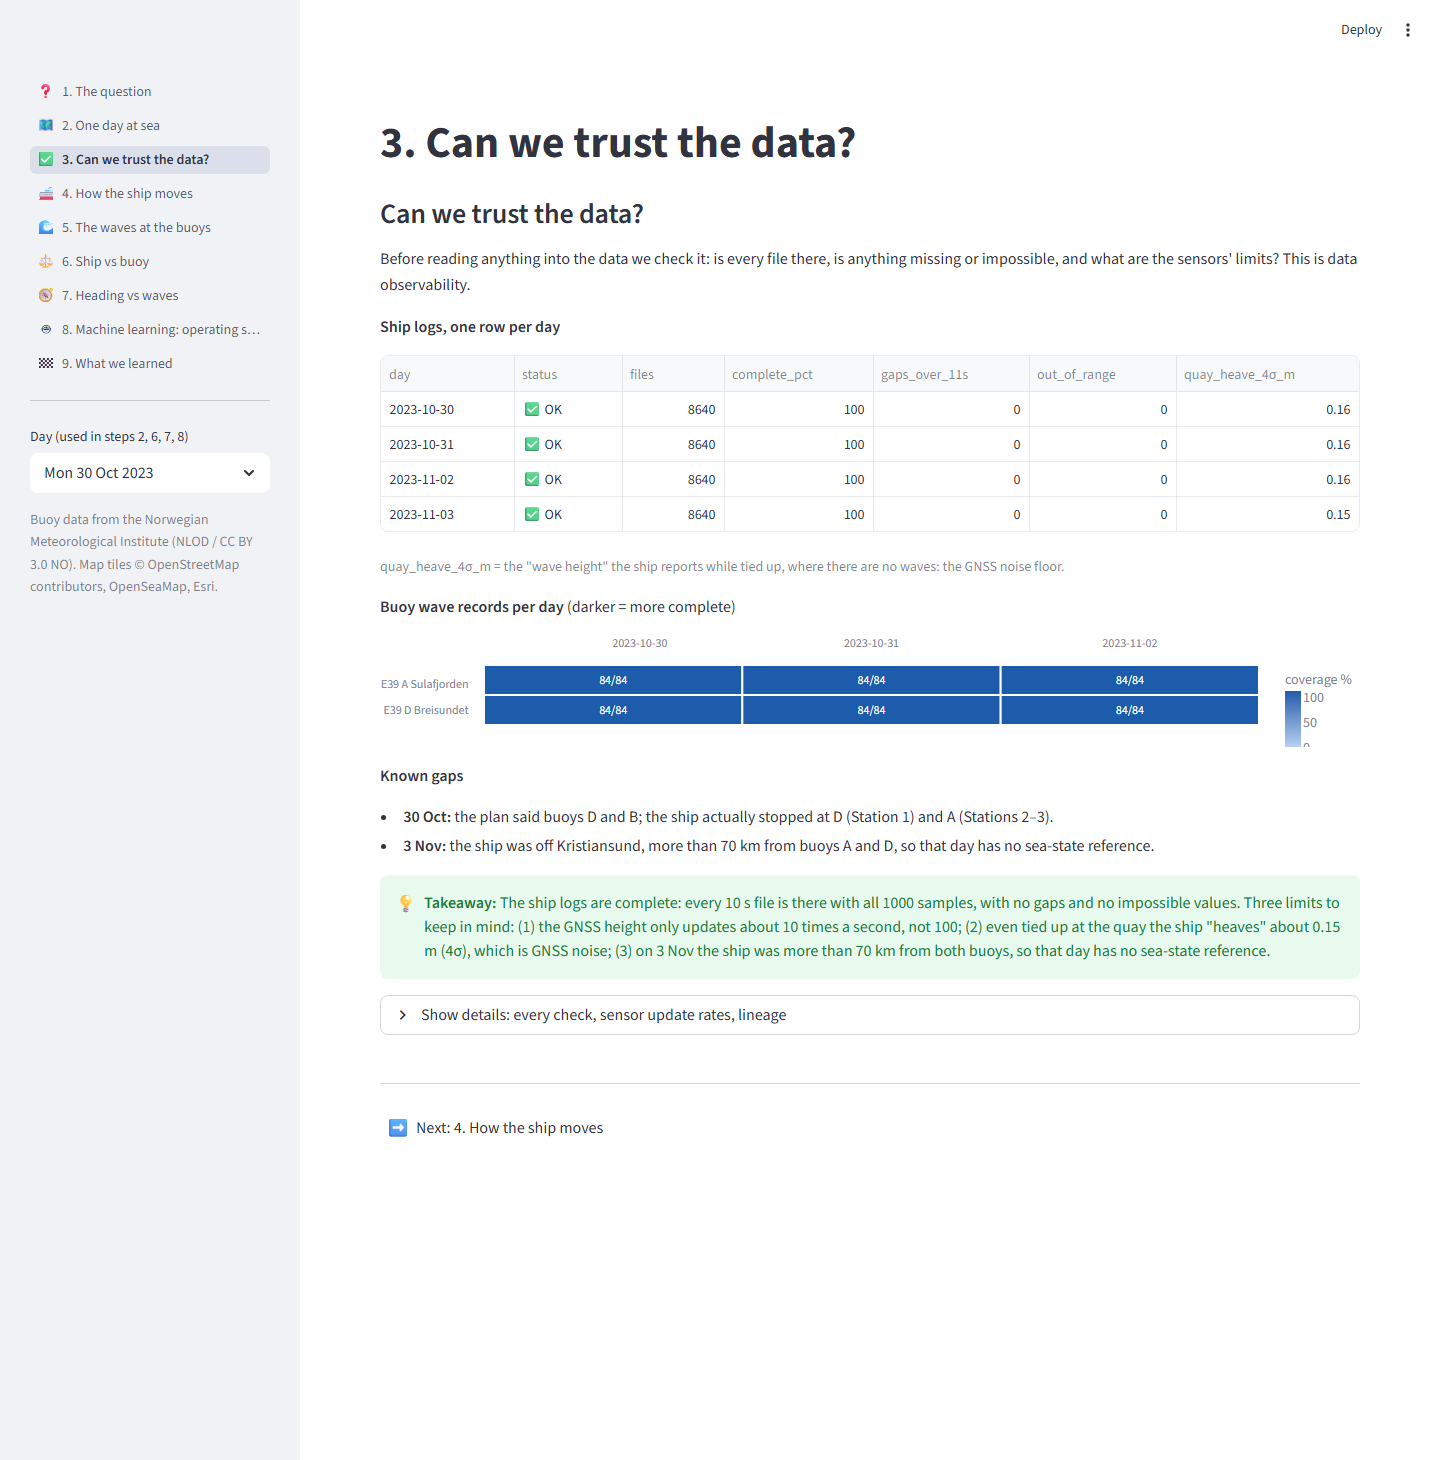 Deploy
1. The question
2. One day at sea
3. Can we trust the data?
4. How the ship moves
5. The waves at the buoys
6. Ship vs buoy
7. Heading vs waves
8. Machine learning: operating s…
9. What we learned
Day (used in steps 2, 6, 7, 8)
Mon 30 Oct 2023
Buoy data from the Norwegian
Meteorological Institute (NLOD / CC BY
3.0 NO). Map tiles © OpenStreetMap
contributors, OpenSeaMap, Esri.
3. Can we trust the data?
Can we trust the data?
Before reading anything into the data we check it: is every file there, is anything missing or impossible, and what are the sensors' limits? This is data
observability.
Ship logs, one row per day
day status files complete_pct gaps_over_11s out_of_range quay_heave_4σ_m
2023-10-30 OK 8640 100 0 0 0.16
2023-10-31 OK 8640 100 0 0 0.16
2023-11-02 OK 8640 100 0 0 0.16
2023-11-03 OK 8640 100 0 0 0.15
quay_heave_4σ_m = the "wave height" the ship reports while tied up, where there are no waves: the GNSS noise floor.
Buoy wave records per day (darker = more complete)
2023-10-30 2023-10-31 2023-11-02
E39 A Sulafjorden 84/84 84/84 84/84
E39 D Breisundet 84/84 84/84 84/84
coverage %
100
50
0
Known gaps
• 30 Oct: the plan said buoys D and B; the ship actually stopped at D (Station 1) and A (Stations 2–3).
• 3 Nov: the ship was off Kristiansund, more than 70 km from buoys A and D, so that day has no sea-state reference.
Takeaway: The ship logs are complete: every 10 s file is there with all 1000 samples, with no gaps and no impossible values. Three limits to
keep in mind: (1) the GNSS height only updates about 10 times a second, not 100; (2) even tied up at the quay the ship "heaves" about 0.15
m (4σ), which is GNSS noise; (3) on 3 Nov the ship was more than 70 km from both buoys, so that day has no sea-state reference.
Show details: every check, sensor update rates, lineage
Next: 4. How the ship moves